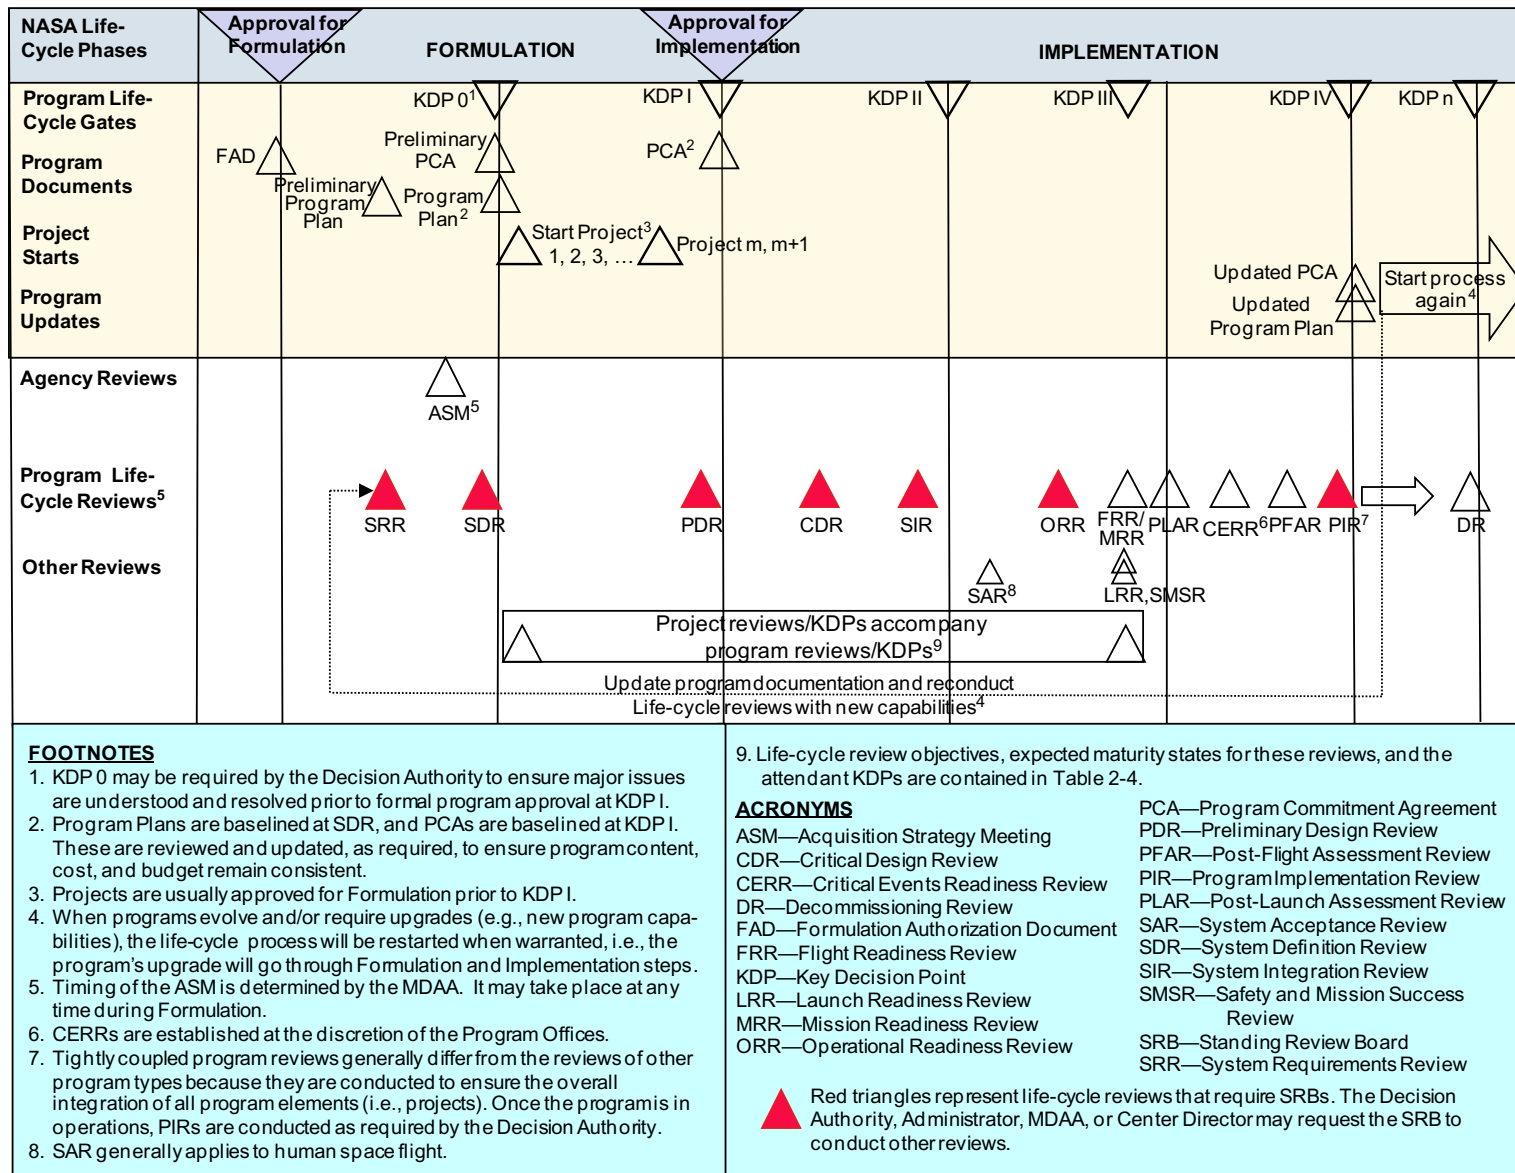 NASA Life-
Cycle Phases
Approval for
Formulation
FORMULATION
Approval for
Implementation
IMPLEMENTATION
Program Life-
Cycle Gates
KDP 0¹
KDP I
KDP II
KDP III
KDP IV
KDP n
Program
Documents
FAD
Preliminary
Program
Plan
Preliminary
PCA
Program
Plan²
PCA²
Project
Starts
Start Project³
1, 2, 3, …
Project m, m+1
Program
Updates
Updated PCA
Updated
Program Plan
Start process
again⁴
Agency Reviews
ASM⁵
Program Life-
Cycle Reviews⁵
SRR
SDR
PDR
CDR
SIR
ORR
FRR/
MRR
PLAR
CERR⁶
PFAR
PIR⁷
DR
Other Reviews
SAR⁸
LRR,SMSR
Project reviews/KDPs accompany
program reviews/KDPs⁹
Update program documentation and reconduct
Life-cycle reviews with new capabilities⁴
FOOTNOTES
1. KDP 0 may be required by the Decision Authority to ensure major issues
are understood and resolved prior to formal program approval at KDP I.
2. Program Plans are baselined at SDR, and PCAs are baselined at KDP I.
These are reviewed and updated, as required, to ensure program content,
cost, and budget remain consistent.
3. Projects are usually approved for Formulation prior to KDP I.
4. When programs evolve and/or require upgrades (e.g., new program capa-
bilities), the life-cycle process will be restarted when warranted, i.e., the
program's upgrade will go through Formulation and Implementation steps.
5. Timing of the ASM is determined by the MDAA. It may take place at any
time during Formulation.
6. CERRs are established at the discretion of the Program Offices.
7. Tightly coupled program reviews generally differ from the reviews of other
program types because they are conducted to ensure the overall
integration of all program elements (i.e., projects). Once the program is in
operations, PIRs are conducted as required by the Decision Authority.
8. SAR generally applies to human space flight.
9. Life-cycle review objectives, expected maturity states for these reviews, and the
attendant KDPs are contained in Table 2-4.
ACRONYMS
ASM—Acquisition Strategy Meeting
CDR—Critical Design Review
CERR—Critical Events Readiness Review
DR—Decommissioning Review
FAD—Formulation Authorization Document
FRR—Flight Readiness Review
KDP—Key Decision Point
LRR—Launch Readiness Review
MRR—Mission Readiness Review
ORR—Operational Readiness Review
PCA—Program Commitment Agreement
PDR—Preliminary Design Review
PFAR—Post-Flight Assessment Review
PIR—Program Implementation Review
PLAR—Post-Launch Assessment Review
SAR—System Acceptance Review
SDR—System Definition Review
SIR—System Integration Review
SMSR—Safety and Mission Success
Review
SRB—Standing Review Board
SRR—System Requirements Review
Red triangles represent life-cycle reviews that require SRBs. The Decision
Authority, Administrator, MDAA, or Center Director may request the SRB to
conduct other reviews.